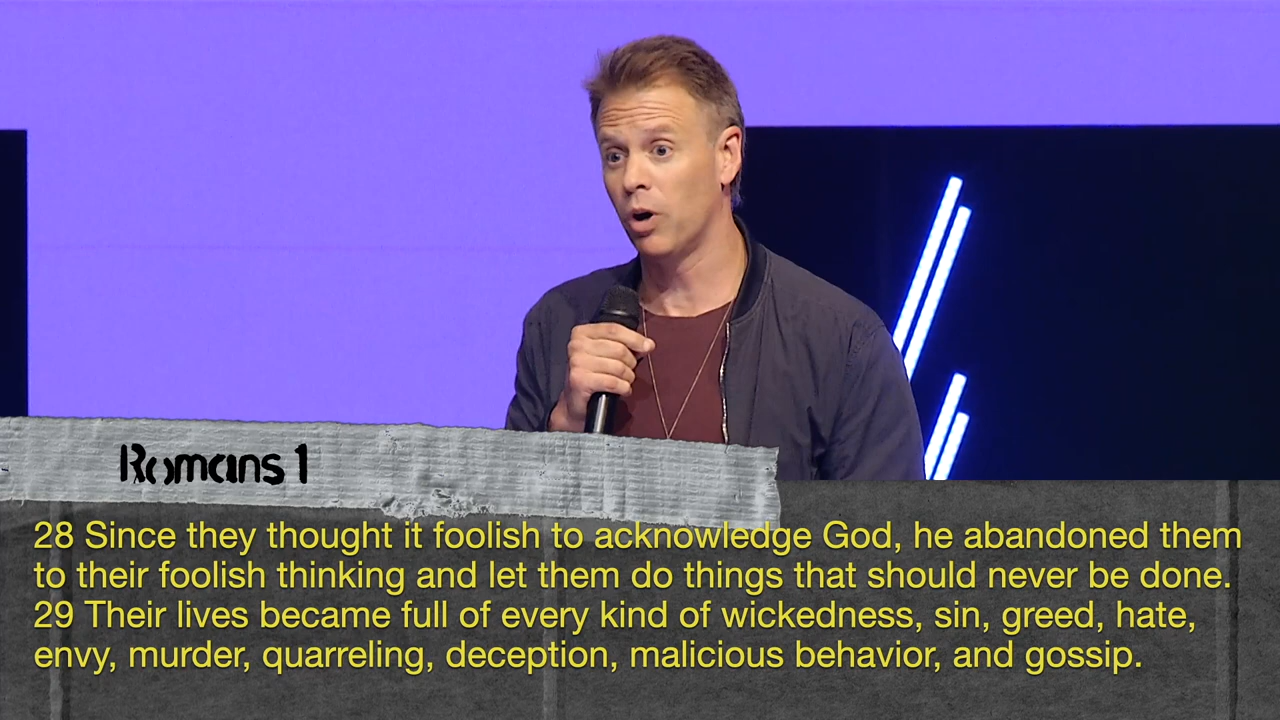 Romans 1
28 Since they thought it foolish to acknowledge God, he abandoned them
to their foolish thinking and let them do things that should never be done.
29 Their lives became full of every kind of wickedness, sin, greed, hate,
envy, murder, quarreling, deception, malicious behavior, and gossip.